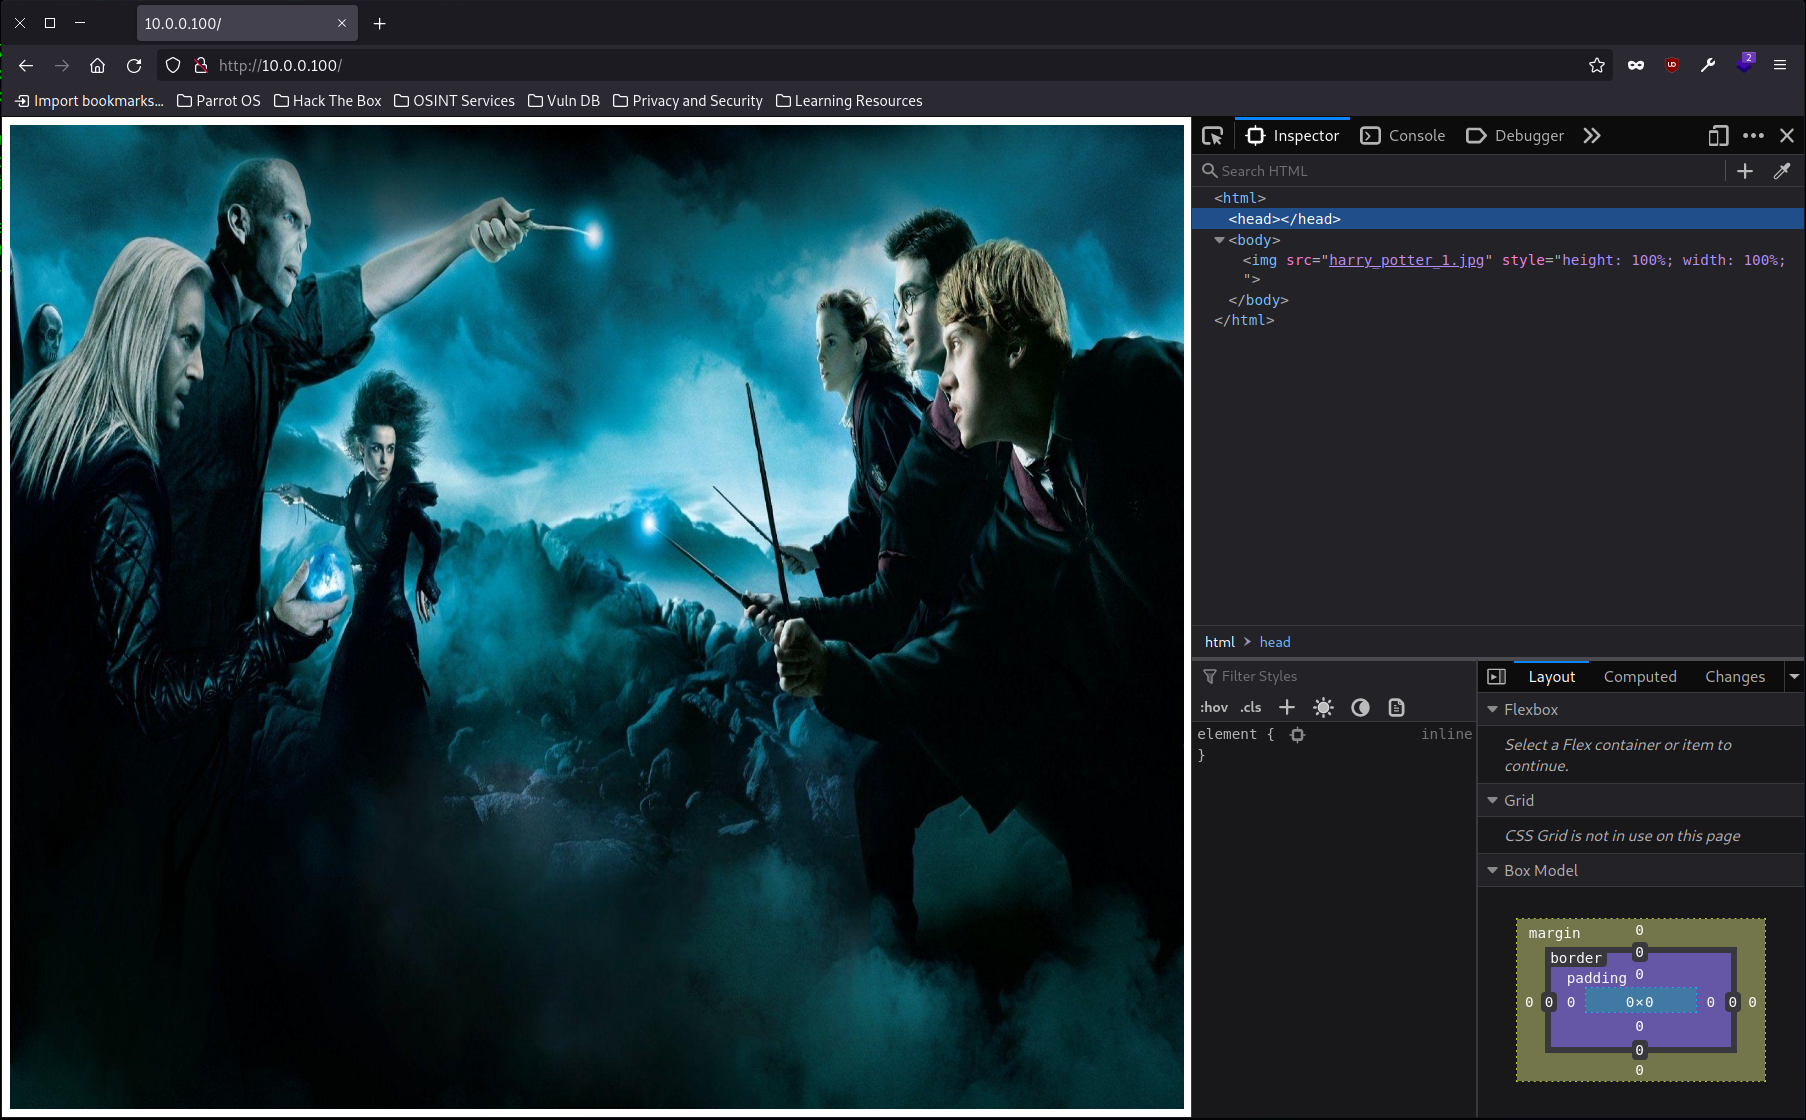 10.0.0.100/
http://10.0.0.100/
2
Import bookmarks... Parrot OS Hack The Box OSINT Services Vuln DB Privacy and Security Learning Resources
Inspector Console Debugger
Search HTML
<html>
<head></head>
<body>
<img src="harry_potter_1.jpg" style="height: 100%; width: 100%;
">
</body>
</html>
html head
Filter Styles
:hov .cls
element { inline
}
Layout Computed Changes
Flexbox
Select a Flex container or item to
continue.
Grid
CSS Grid is not in use on this page
Box Model
margin 0
border 0
padding 0
0 0 0 0×0 0 0 0
0
0
0